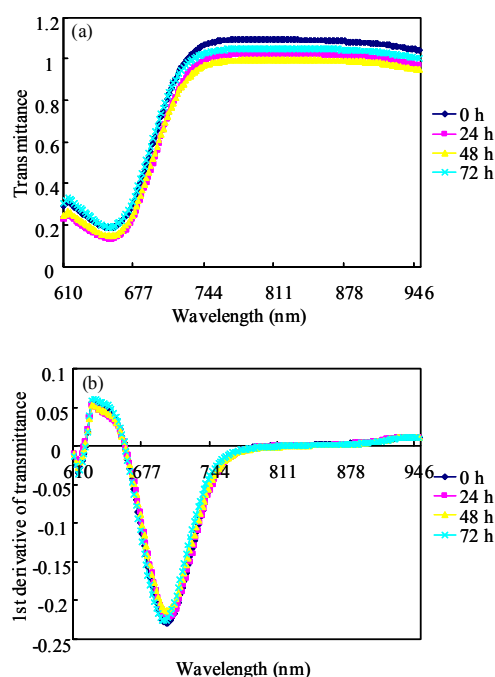 (a)
Transmittance
1.2
1.0
0.8
0.6
0.4
0.2
0
610 677 744 811 878 946
Wavelength (nm)
0 h
24 h
48 h
72 h
(b)
1st derivative of transmittance
0.1
0.05
0
-0.05
-0.1
-0.15
-0.2
-0.25
610 677 744 811 878 946
Wavelength (nm)
0 h
24 h
48 h
72 h